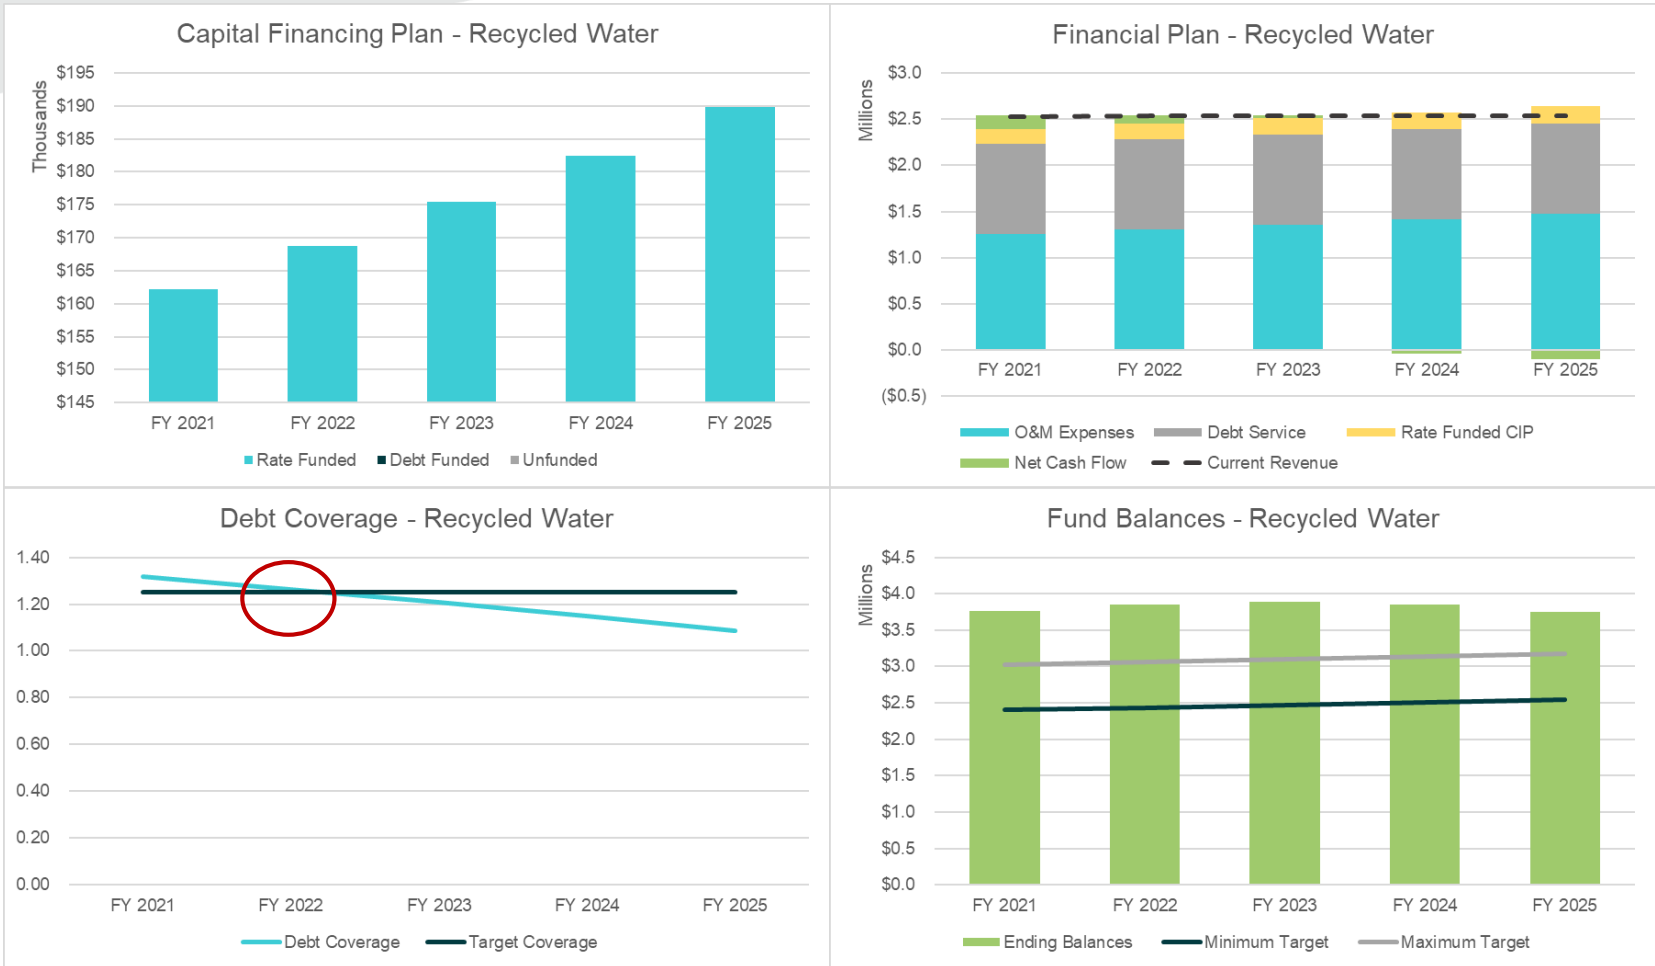 Capital Financing Plan - Recycled Water
Thousands
$195
$190
$185
$180
$175
$170
$165
$160
$155
$150
$145
FY 2021 FY 2022 FY 2023 FY 2024 FY 2025
Rate Funded Debt Funded Unfunded
Financial Plan - Recycled Water
Millions
$3.0
$2.5
$2.0
$1.5
$1.0
$0.5
$0.0
FY 2021 FY 2022 FY 2023 FY 2024 FY 2025
($0.5)
O&M Expenses Debt Service Rate Funded CIP
Net Cash Flow Current Revenue
Debt Coverage - Recycled Water
1.40
1.20
1.00
0.80
0.60
0.40
0.20
0.00
FY 2021 FY 2022 FY 2023 FY 2024 FY 2025
Debt Coverage Target Coverage
Fund Balances - Recycled Water
Millions
$4.5
$4.0
$3.5
$3.0
$2.5
$2.0
$1.5
$1.0
$0.5
$0.0
FY 2021 FY 2022 FY 2023 FY 2024 FY 2025
Ending Balances Minimum Target Maximum Target